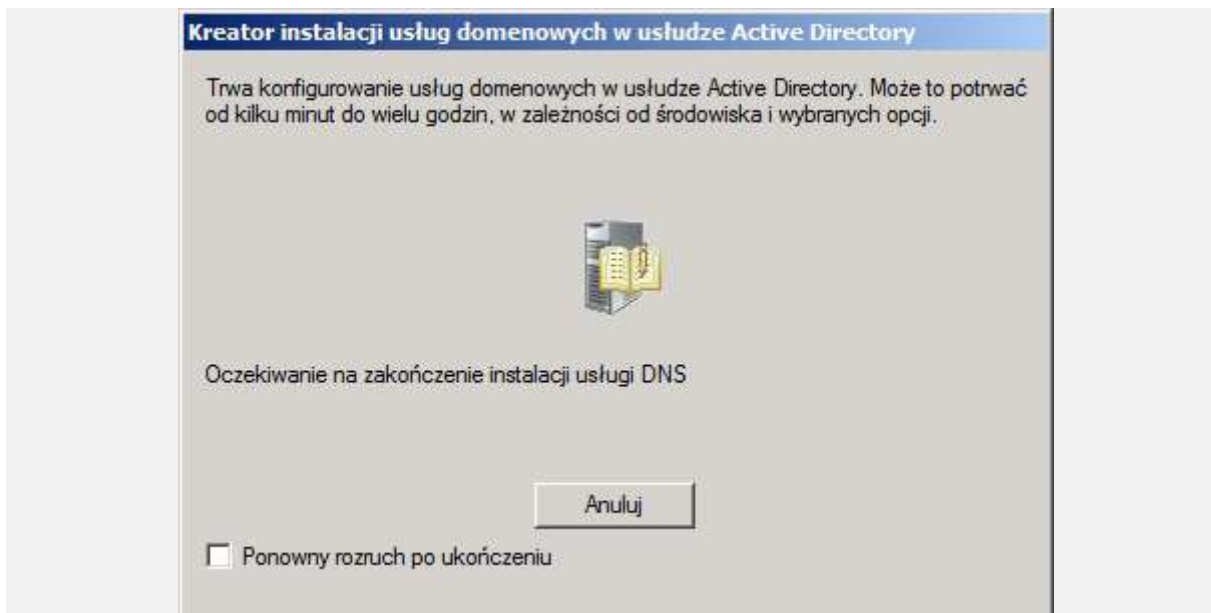 Kreator instalacji usług domenowych w usłudze Active Directory
Trwa konfigurowanie usług domenowych w usłudze Active Directory. Może to potrwać
od kilku minut do wielu godzin, w zależności od środowiska i wybranych opcji.
Oczekiwanie na zakończenie instalacji usługi DNS
Anuluj
Ponowny rozruch po ukończeniu